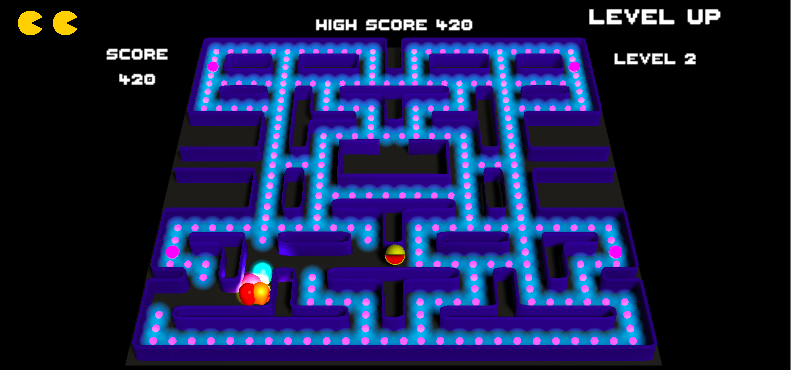 HIGH SCORE 420
LEVEL UP
SCORE
420
LEVEL 2